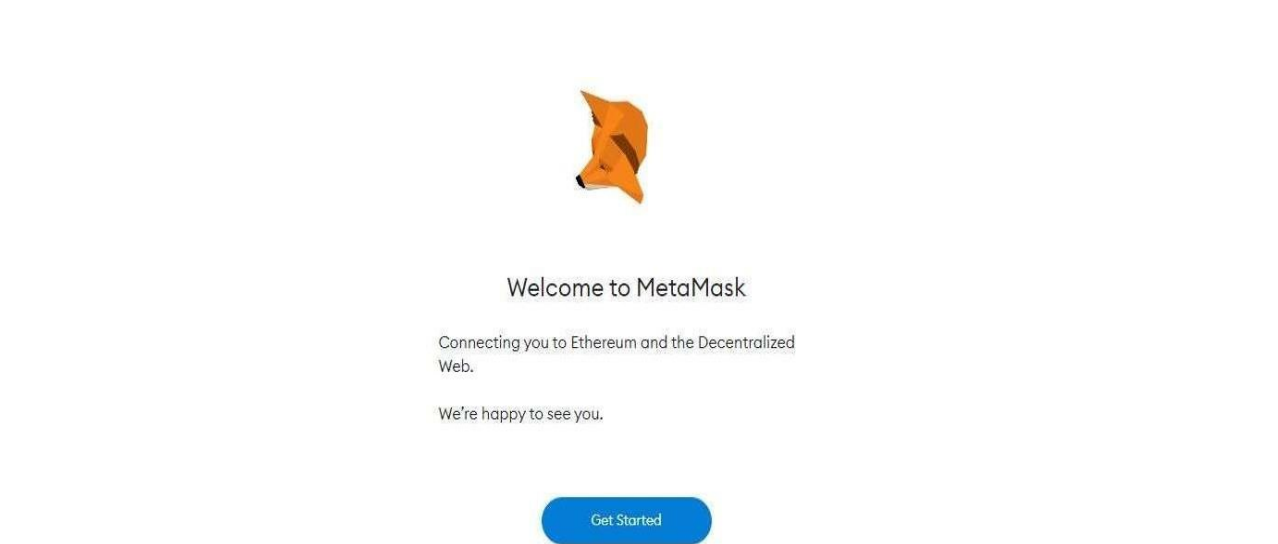 Welcome to MetaMask
Connecting you to Ethereum and the Decentralized
Web.
We're happy to see you.
Get Started